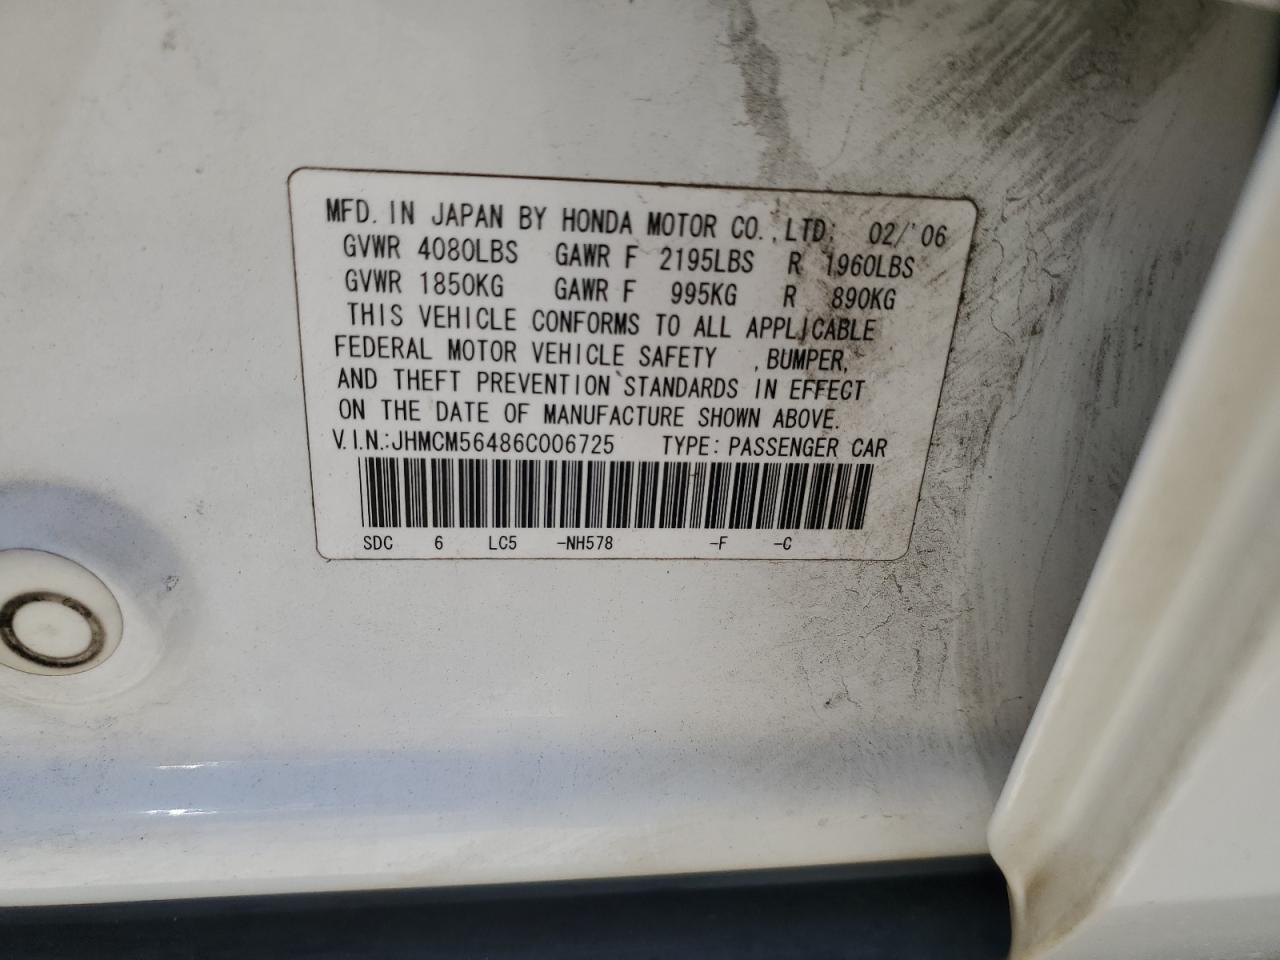 MFD. IN JAPAN BY HONDA MOTOR CO., LTD. 02/'06
GVWR 4080LBS GAWR F 2195LBS R 1960LBS
GVWR 1850KG GAWR F 995KG R 890KG
THIS VEHICLE CONFORMS TO ALL APPLICABLE
FEDERAL MOTOR VEHICLE SAFETY , BUMPER,
AND THEFT PREVENTION STANDARDS IN EFFECT
ON THE DATE OF MANUFACTURE SHOWN ABOVE.
V.I.N.:JHMCM56486C006725 TYPE: PASSENGER CAR
SDC 6 LC5 -NH578 -F -C